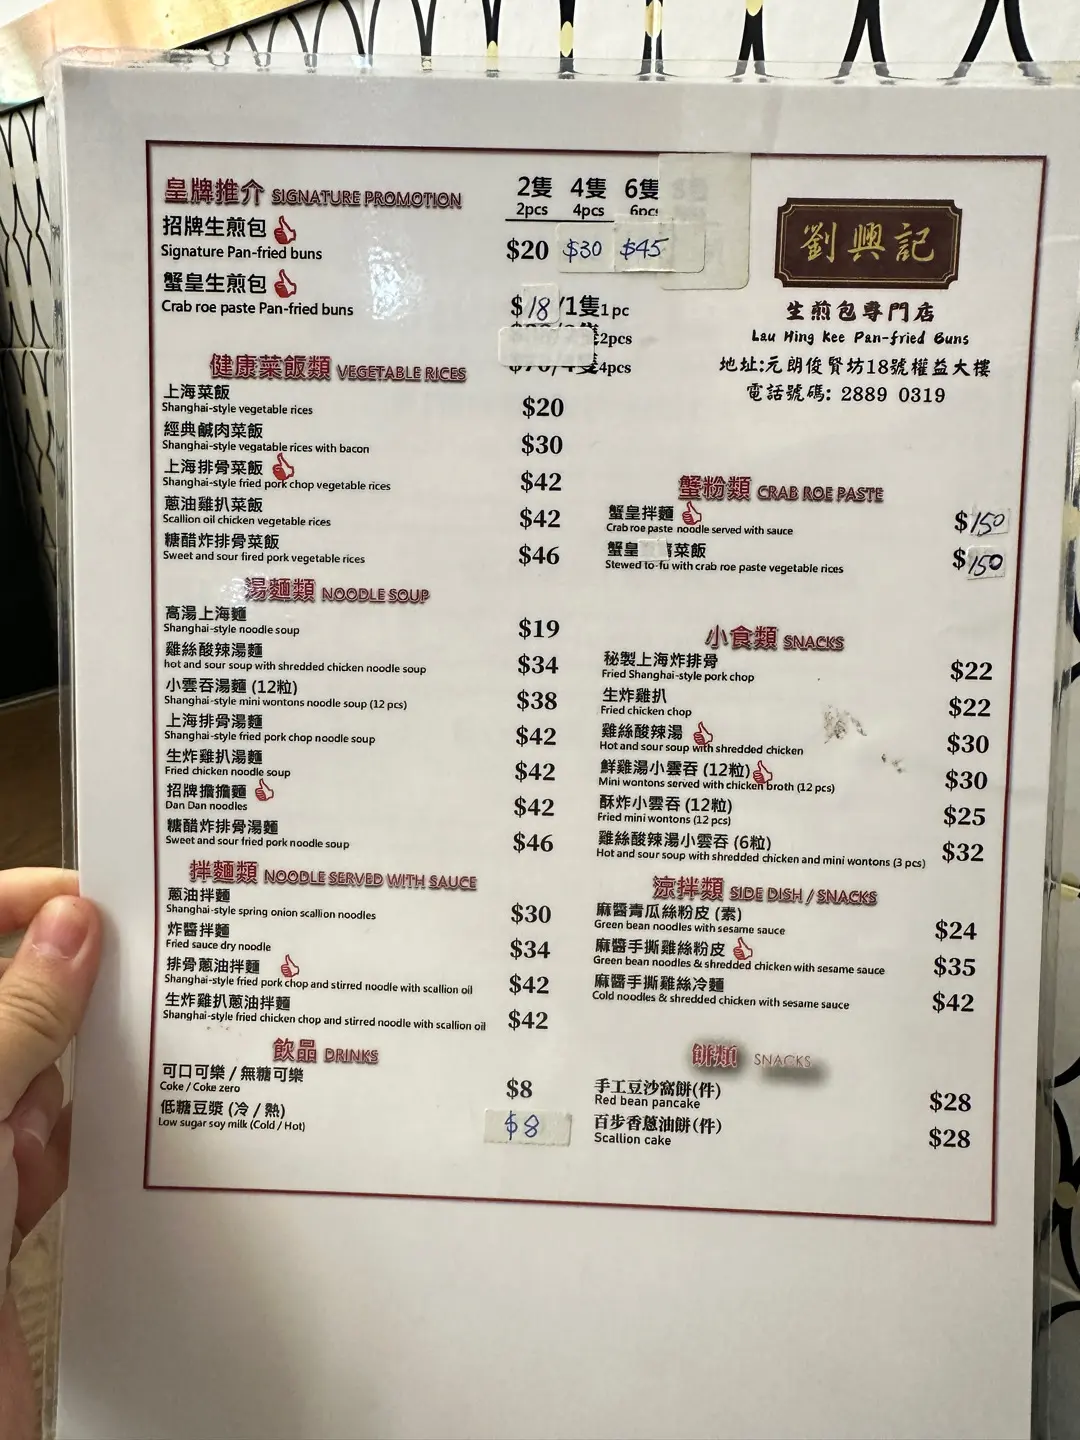 皇牌推介 SIGNATURE PROMOTION
2隻 4隻 6隻
2pcs 4pcs 6pcs
招牌生煎包
Signature Pan-fried buns
$20 $30 $45
蟹皇生煎包
Crab roe paste Pan-fried buns
$18/1隻1pc
2pcs
$70/4隻4pcs
健康菜飯類 VEGETABLE RICES
上海菜飯
Shanghai-style vegetable rices
$20
經典鹹肉菜飯
Shanghai-style vegatable rices with bacon
$30
上海排骨菜飯
Shanghai-style fried pork chop vegetable rices
$42
蔥油雞扒菜飯
Scallion oil chicken vegetable rices
$42
糖醋炸排骨菜飯
Sweet and sour fired pork vegetable rices
$46
湯麵類 NOODLE SOUP
高湯上海麵
Shanghai-style noodle soup
$19
雞絲酸辣湯麵
hot and sour soup with shredded chicken noodle soup
$34
小雲吞湯麵 (12粒)
Shanghai-style mini wontons noodle soup (12 pcs)
$38
上海排骨湯麵
Shanghai-style fried pork chop noodle soup
$42
生炸雞扒湯麵
Fried chicken noodle soup
$42
招牌擔擔麵
Dan Dan noodles
$42
糖醋炸排骨湯麵
Sweet and sour fried pork noodle soup
$46
拌麵類 NOODLE SERVED WITH SAUCE
蔥油拌麵
Shanghai-style spring onion scallion noodles
$30
炸醬拌麵
Fried sauce dry noodle
$34
排骨蔥油拌麵
Shanghai-style fried pork chop and stirred noodle with scallion oil
$42
生炸雞扒蔥油拌麵
Shanghai-style fried chicken chop and stirred noodle with scallion oil
$42
飲品 DRINKS
可口可樂 / 無糖可樂
Coke / Coke zero
$8
低糖豆漿 (冷 / 熱)
Low sugar soy milk (Cold / Hot)
$8
劉興記
生煎包專門店
Lau Hing Kee Pan-fried Buns
地址:元朗俊賢坊18號權益大樓
電話號碼: 2889 0319
蟹粉類 CRAB ROE PASTE
蟹皇拌麵
Crab roe paste noodle served with sauce
$150
蟹皇 腐菜飯
Stewed to-fu with crab roe paste vegetable rices
$150
小食類 SNACKS
秘製上海炸排骨
Fried Shanghai-style pork chop
$22
生炸雞扒
Fried chicken chop
$22
雞絲酸辣湯
Hot and sour soup with shredded chicken
$30
鮮雞湯小雲吞 (12粒)
Mini wontons served with chicken broth (12 pcs)
$30
酥炸小雲吞 (12粒)
Fried mini wontons (12 pcs)
$25
雞絲酸辣湯小雲吞 (6粒)
Hot and sour soup with shredded chicken and mini wontons (3 pcs)
$32
涼拌類 SIDE DISH / SNACKS
麻醬青瓜絲粉皮 (素)
Green bean noodles with sesame sauce
$24
麻醬手撕雞絲粉皮
Green bean noodles & shredded chicken with sesame sauce
$35
麻醬手撕雞絲冷麵
Cold noodles & shredded chicken with sesame sauce
$42
餅類 SNACKS
手工豆沙窩餅(件)
Red bean pancake
$28
百步香蔥油餅(件)
Scallion cake
$28